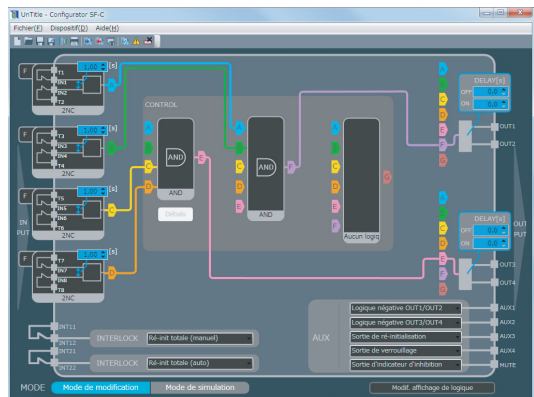 UnTitle - Configurator SF-C
Fichier(F) Dispositif(D) Aide(H)
F
T1
IN1
IN2
T2
2NC
1,00 [s]
A
F
T3
IN3
IN4
T4
2NC
1,00 [s]
B
F
T5
IN5
IN6
T6
2NC
1,00 [s]
C
F
T7
IN7
IN8
T8
2NC
1,00 [s]
D
IN
PUT
CONTROL
A
B
C
D
AND
AND
Détails
E
A
B
C
D
E
AND
AND
F
A
B
C
D
E
F
Aucun logiq
G
A
B
C
D
E
F
G
DELAY[s]
OFF 0,0
ON 0,0
OUT1
OUT2
A
B
C
D
E
F
G
DELAY[s]
OFF 0,0
ON 0,0
OUT3
OUT4
OUT
PUT
INT11
INT12
INTERLOCK Ré-init totale (manuel)
INT21
INT22
INTERLOCK Ré-init totale (auto)
AUX
Logique négative OUT1/OUT2 AUX1
Logique négative OUT3/OUT4 AUX2
Sortie de ré-initialisation AUX3
Sortie de verrouillage AUX4
Sortie d'indicateur d'inhibition MUTE
MODE Mode de modification Mode de simulation Modif. affichage de logique